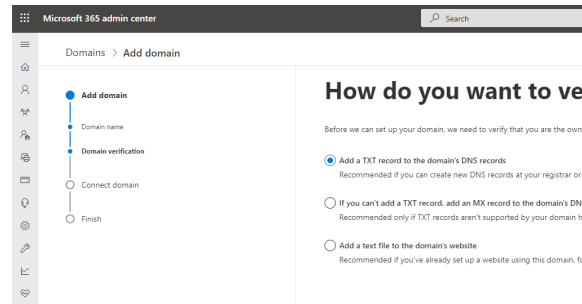 Microsoft 365 admin center
Search
Domains > Add domain
Add domain
Domain name
Domain verification
Connect domain
Finish
How do you want to ve
Before we can set up your domain, we need to verify that you are the own
Add a TXT record to the domain's DNS records
Recommended if you can create new DNS records at your registrar or
If you can't add a TXT record, add an MX record to the domain's DN
Recommended only if TXT records aren't supported by your domain h
Add a text file to the domain's website
Recommended if you've already set up a website using this domain, fo